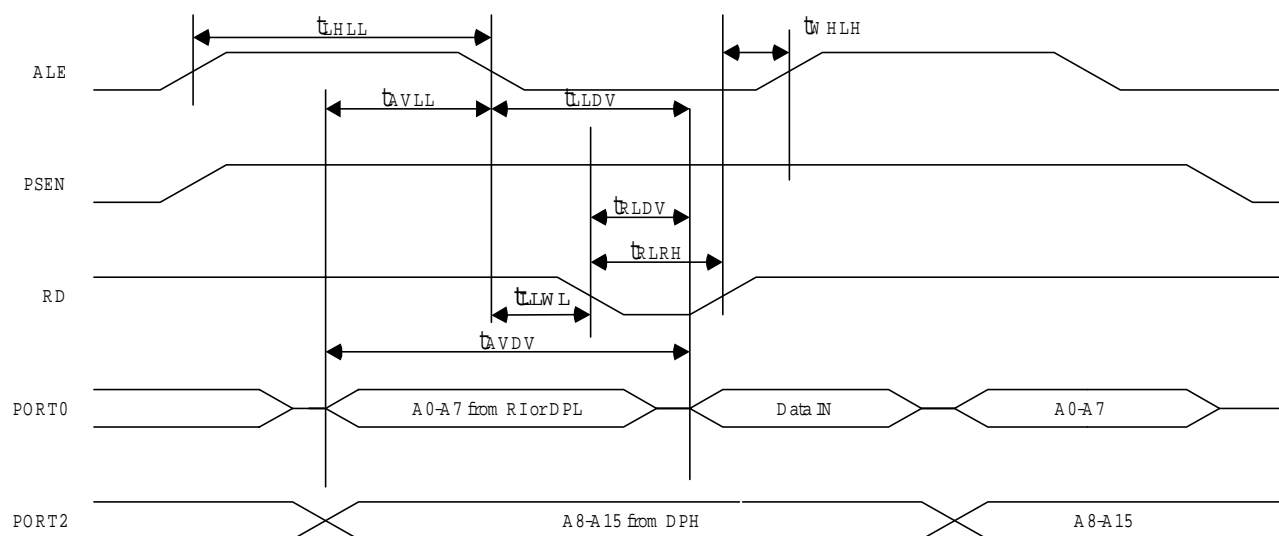 tLHLL
tWHLH
ALE
tAVLL
tLLDV
PSEN
tRLDV
tRLRH
RD
tLLWL
tAVDV
PORT0
A0-A7 from RI or DPL
Data IN
A0-A7
PORT2
A8-A15 from DPH
A8-A15